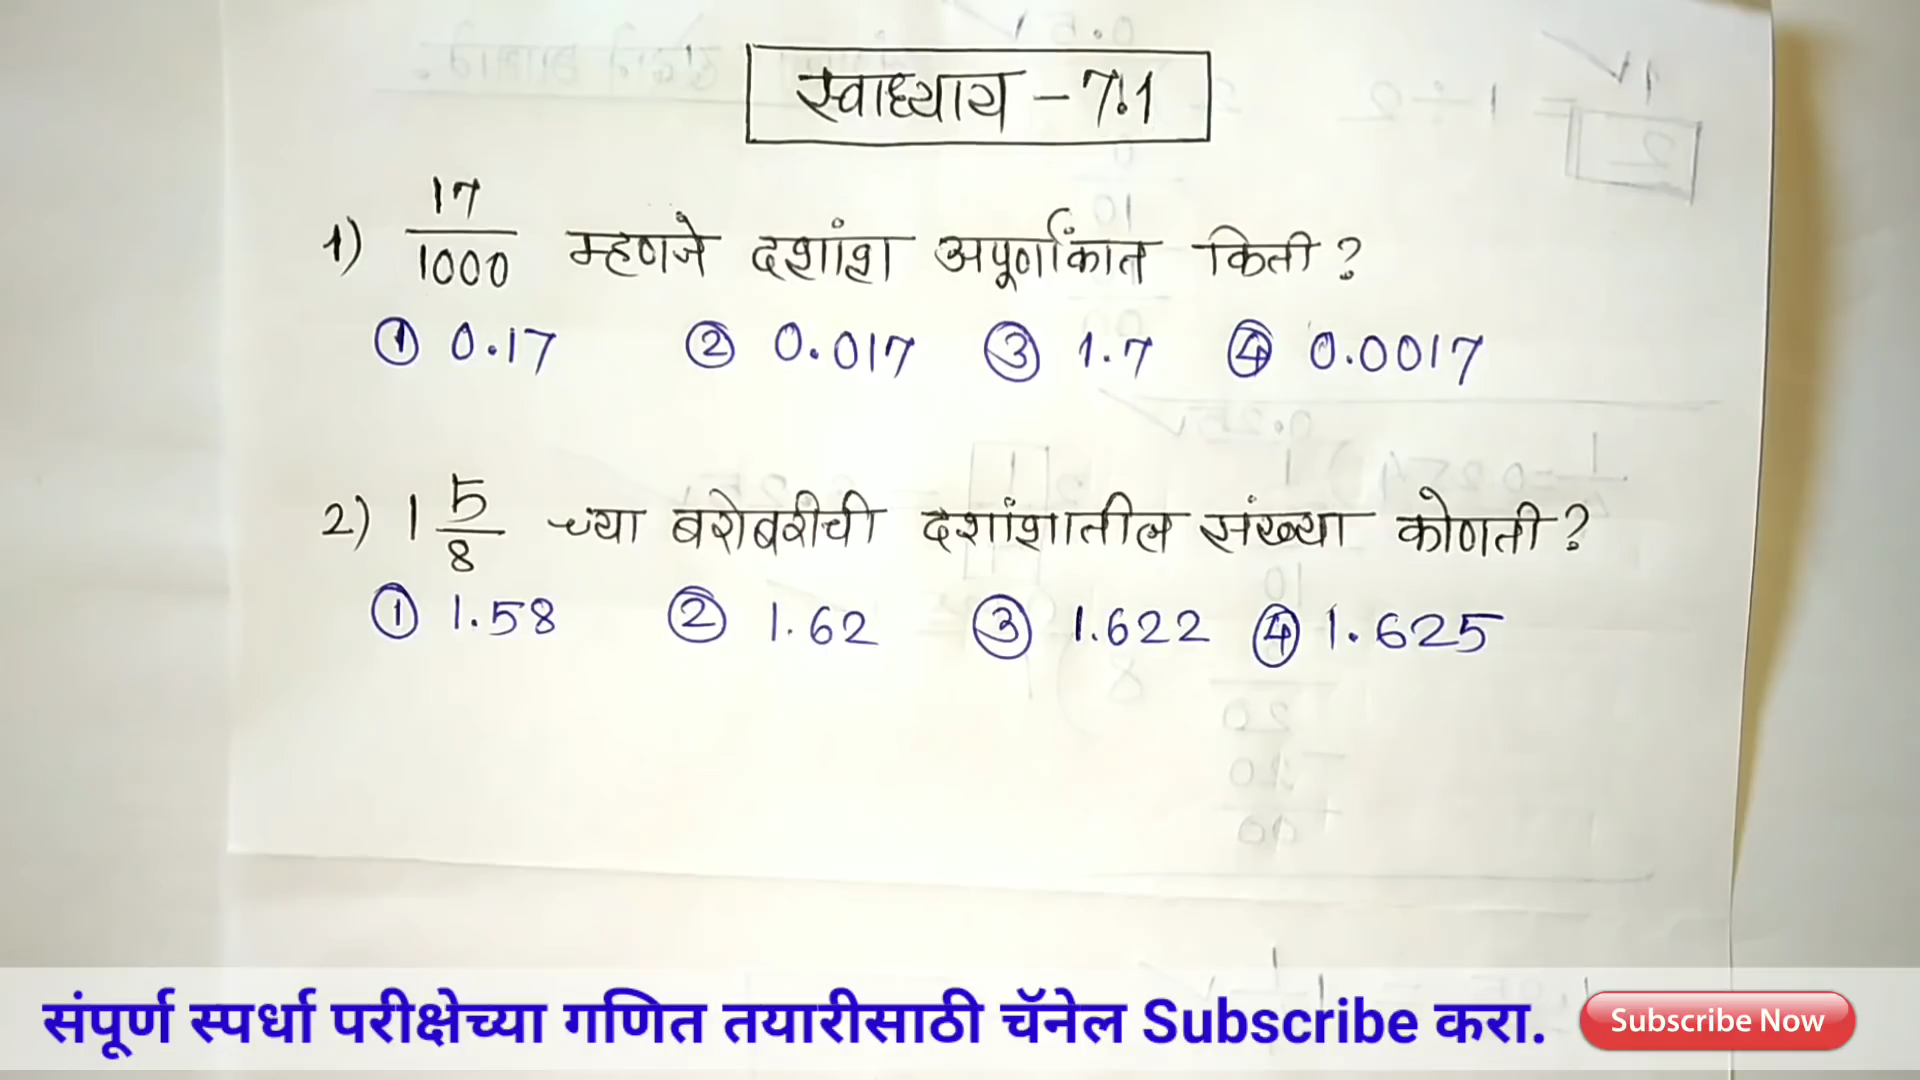 स्वाध्याय – 7.1
1) 17/1000 म्हणजे दशांश अपूर्णांकात किती?
① 0.17 ② 0.017 ③ 1.7 ④ 0.0017
2) 1 5/8 च्या बरोबरीची दशांशातील संख्या कोणती?
① 1.58 ② 1.62 ③ 1.622 ④ 1.625
संपूर्ण स्पर्धा परीक्षेच्या गणित तयारीसाठी चॅनेल Subscribe करा.
Subscribe Now